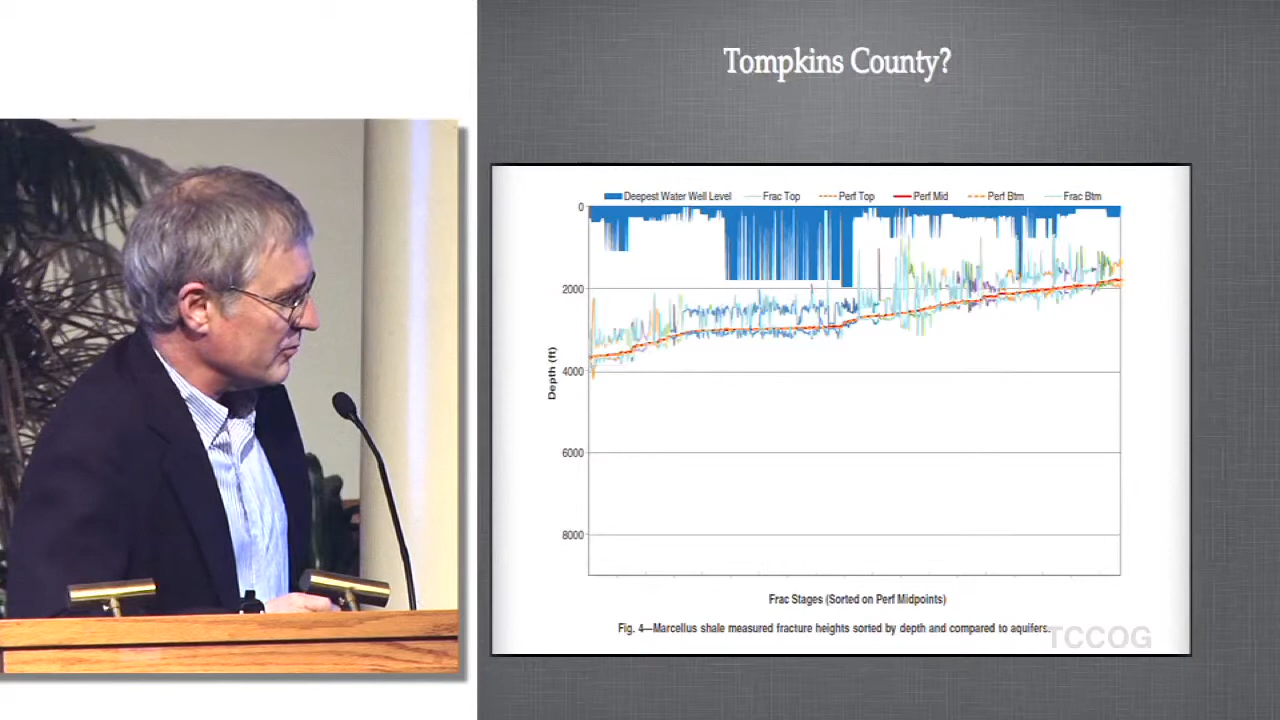 Tompkins County?
Deepest Water Well Level Frac Top Perf Top Perf Mid Perf Btm Frac Btm
0
2000
4000
6000
8000
Depth (ft)
Frac Stages (Sorted on Perf Midpoints)
Fig. 4—Marcellus shale measured fracture heights sorted by depth and compared to aquifers.
TCCOG